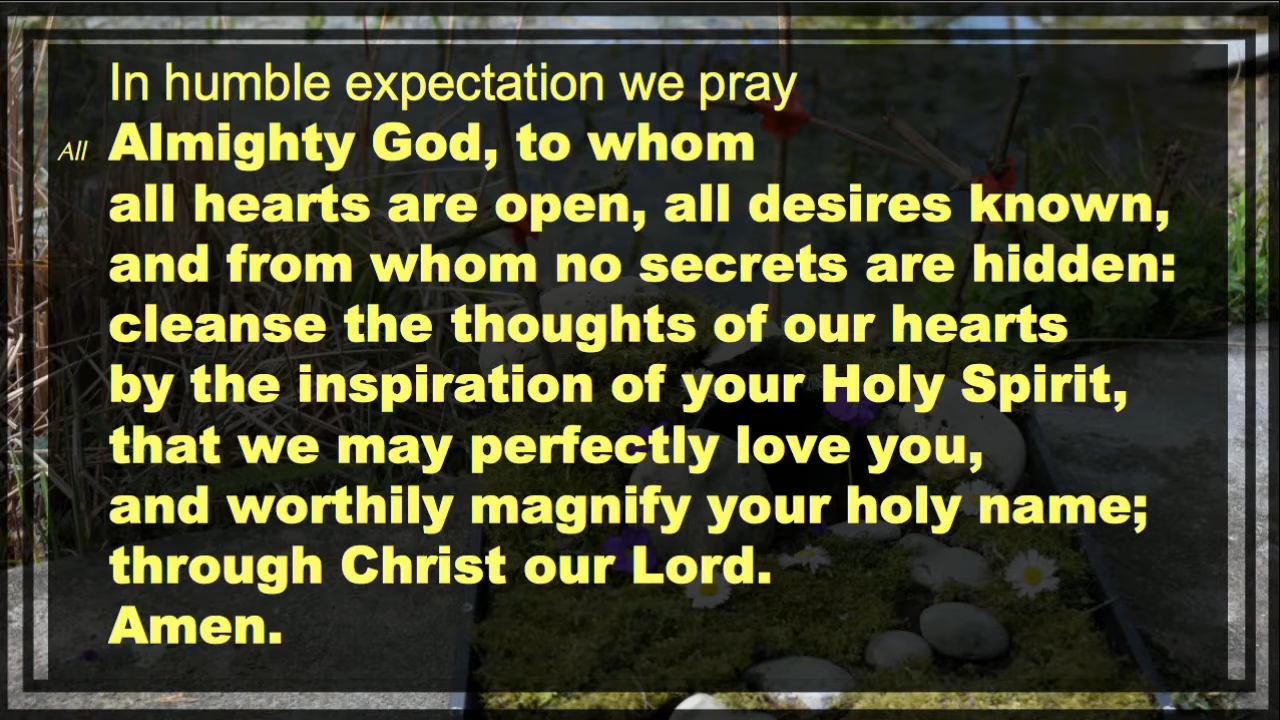 In humble expectation we pray
All Almighty God, to whom
all hearts are open, all desires known,
and from whom no secrets are hidden:
cleanse the thoughts of our hearts
by the inspiration of your Holy Spirit,
that we may perfectly love you,
and worthily magnify your holy name;
through Christ our Lord.
Amen.